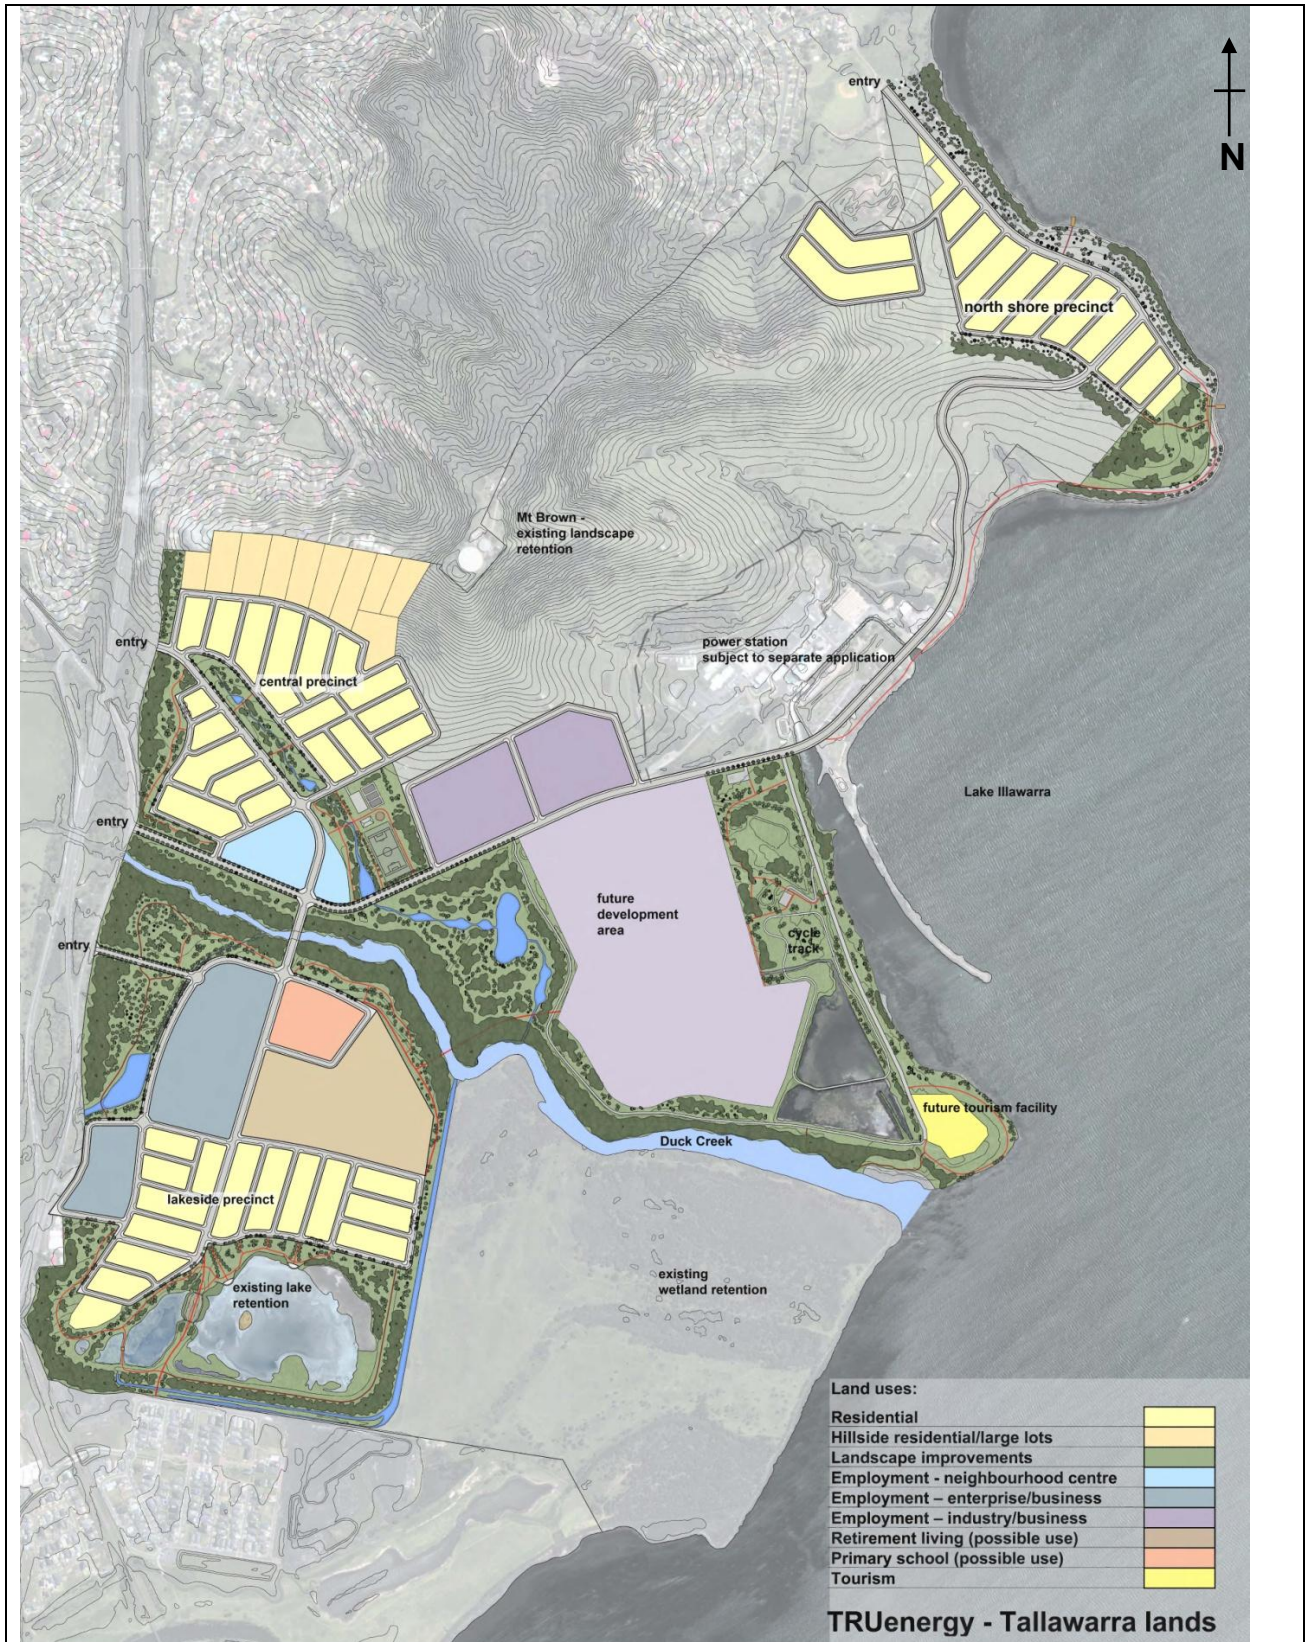 entry
N
north shore precinct
Mt Brown -
existing landscape
retention
entry
power station
subject to separate application
central precinct
Lake Illawarra
entry
future
development
area
cycle
track
entry
future tourism facility
Duck Creek
lakeside precinct
existing
wetland retention
existing lake
retention
Land uses:
Residential
Hillside residential/large lots
Landscape improvements
Employment - neighbourhood centre
Employment – enterprise/business
Employment – industry/business
Retirement living (possible use)
Primary school (possible use)
Tourism
TRUenergy - Tallawarra lands